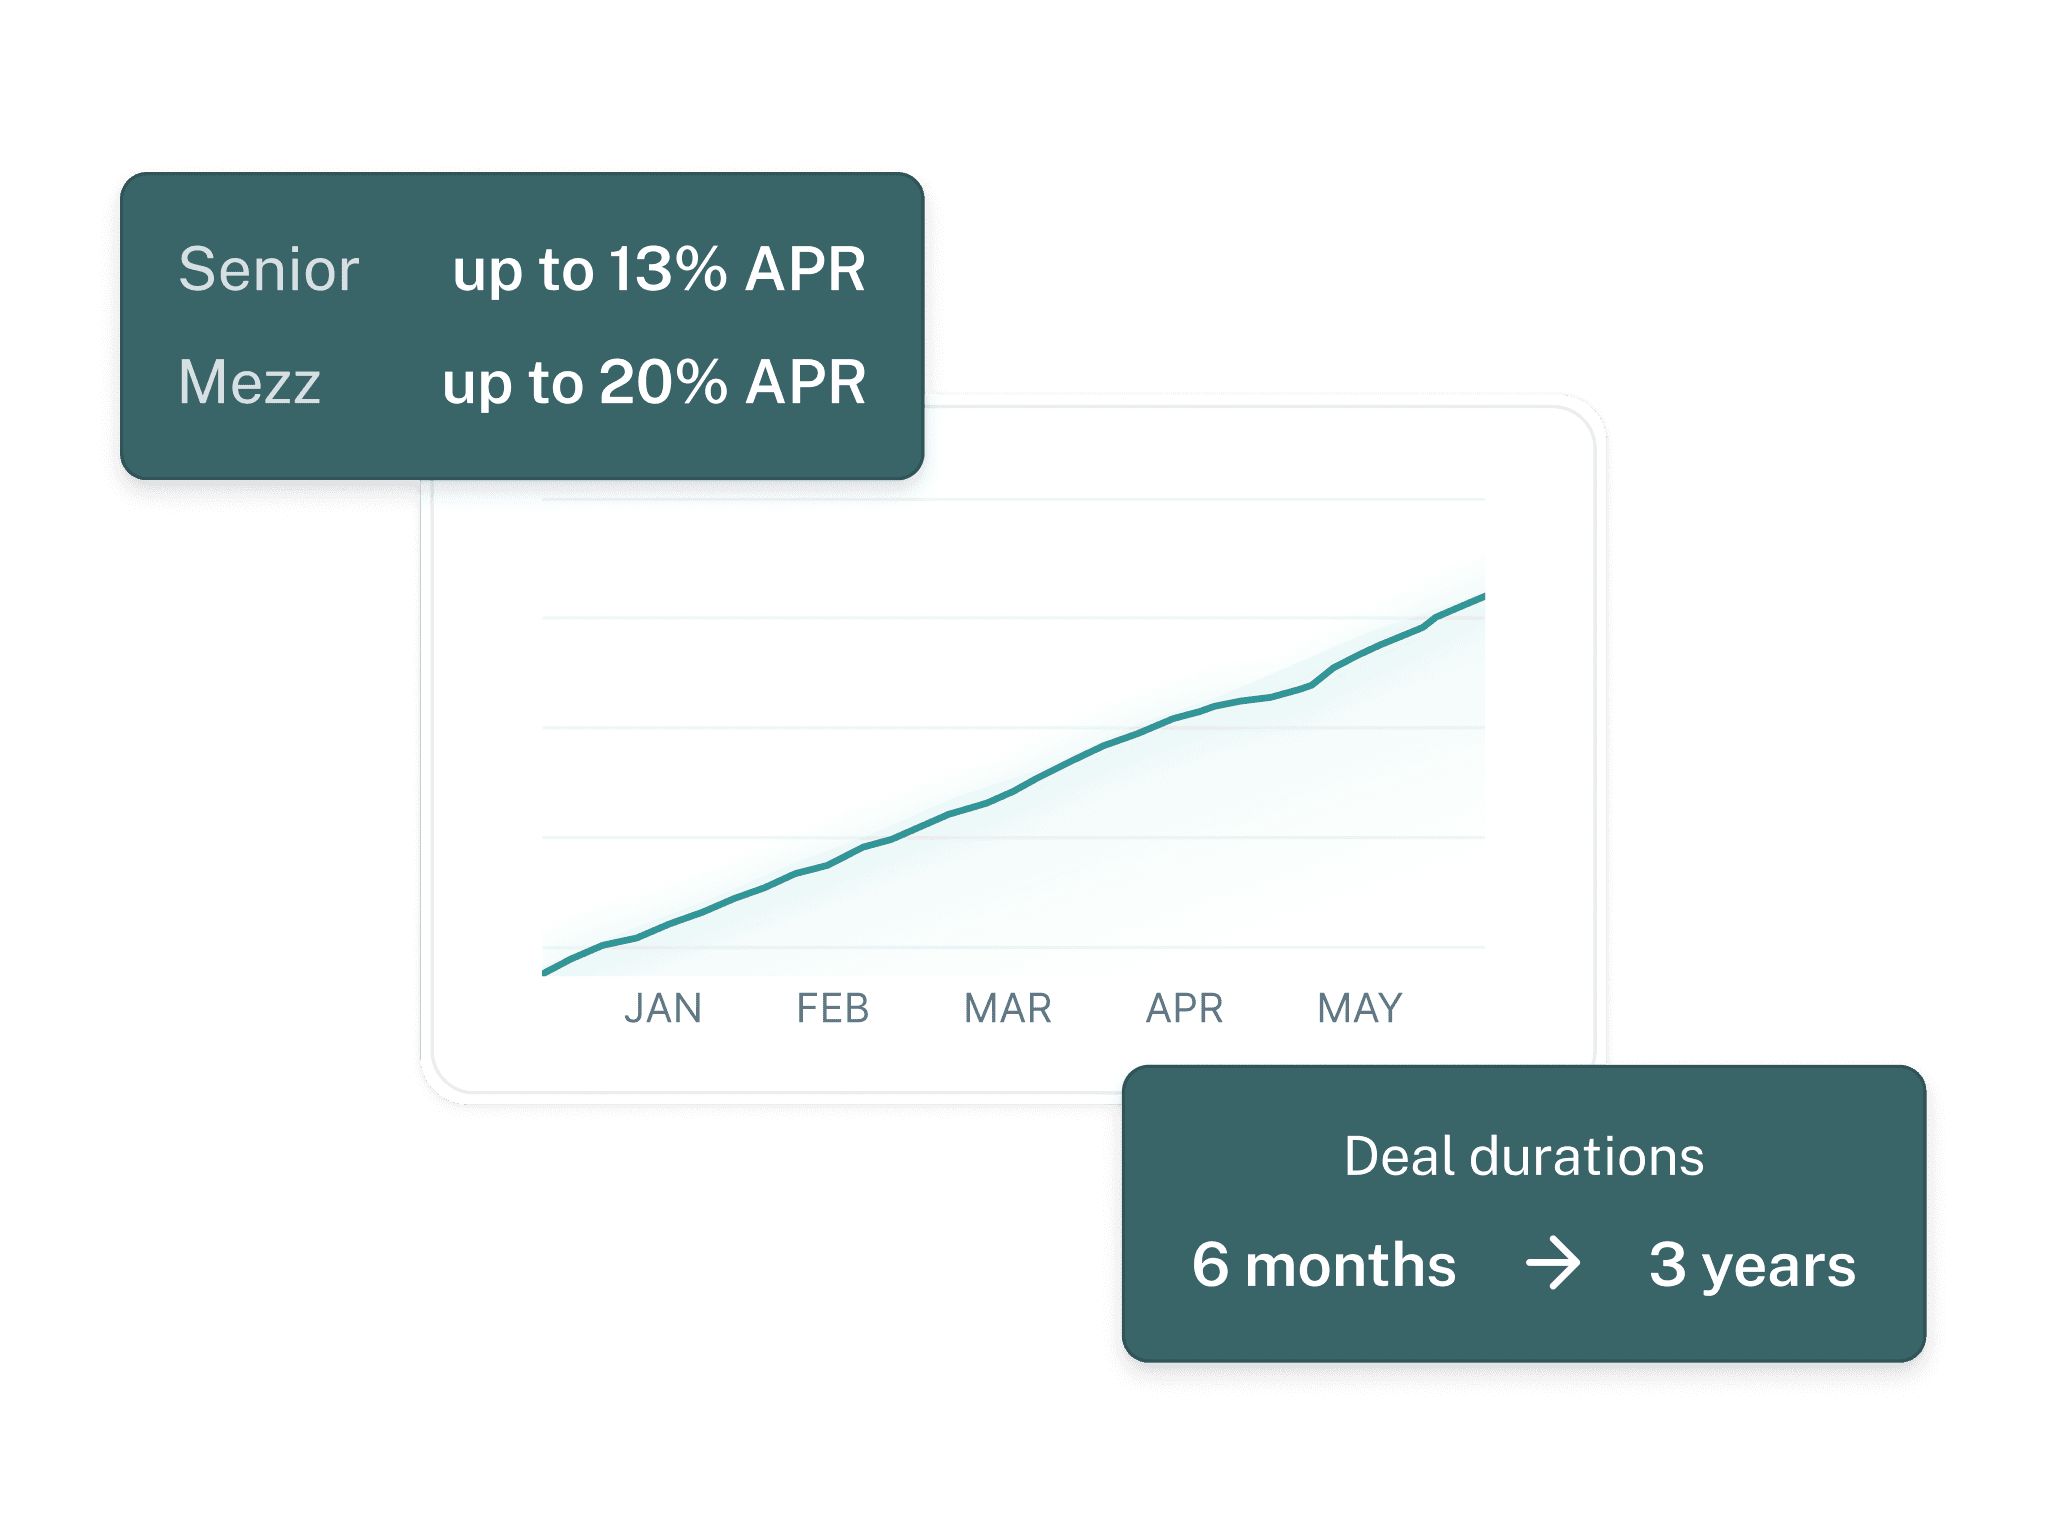 Senior up to 13% APR
Mezz up to 20% APR
JAN FEB MAR APR MAY
Deal durations
6 months → 3 years